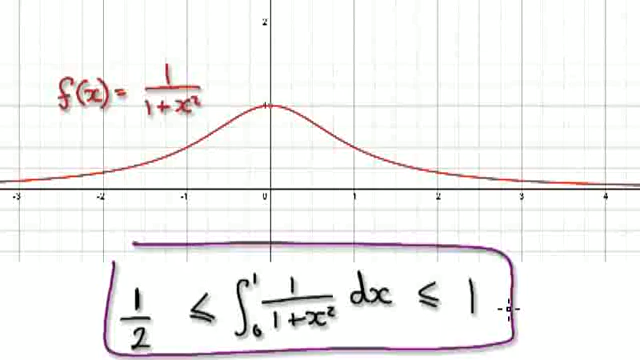 2
f(x) = 1/(1+x²)
1
-3 -2 -1 0 1 2 3 4
1/2 ≤ ∫₀¹ 1/(1+x²) dx ≤ 1